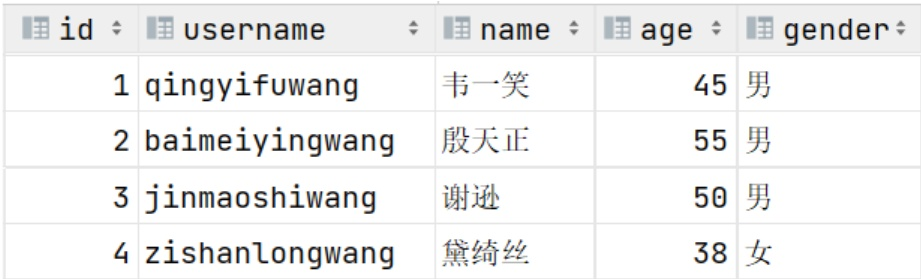 id username name age gender
1 qingyifuwang 韦一笑 45 男
2 baimeiyingwang 殷天正 55 男
3 jinmaoshiwang 谢逊 50 男
4 zishanlongwang 黛绮丝 38 女